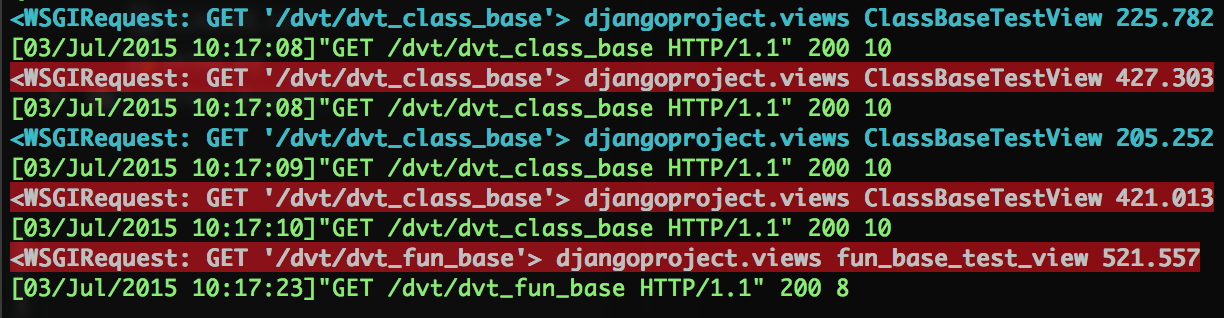 <WSGIRequest: GET '/dvt/dvt_class_base'> djangoproject.views ClassBaseTestView 225.782
[03/Jul/2015 10:17:08]"GET /dvt/dvt_class_base HTTP/1.1" 200 10
<WSGIRequest: GET '/dvt/dvt_class_base'> djangoproject.views ClassBaseTestView 427.303
[03/Jul/2015 10:17:08]"GET /dvt/dvt_class_base HTTP/1.1" 200 10
<WSGIRequest: GET '/dvt/dvt_class_base'> djangoproject.views ClassBaseTestView 205.252
[03/Jul/2015 10:17:09]"GET /dvt/dvt_class_base HTTP/1.1" 200 10
<WSGIRequest: GET '/dvt/dvt_class_base'> djangoproject.views ClassBaseTestView 421.013
[03/Jul/2015 10:17:10]"GET /dvt/dvt_class_base HTTP/1.1" 200 10
<WSGIRequest: GET '/dvt/dvt_fun_base'> djangoproject.views fun_base_test_view 521.557
[03/Jul/2015 10:17:23]"GET /dvt/dvt_fun_base HTTP/1.1" 200 8